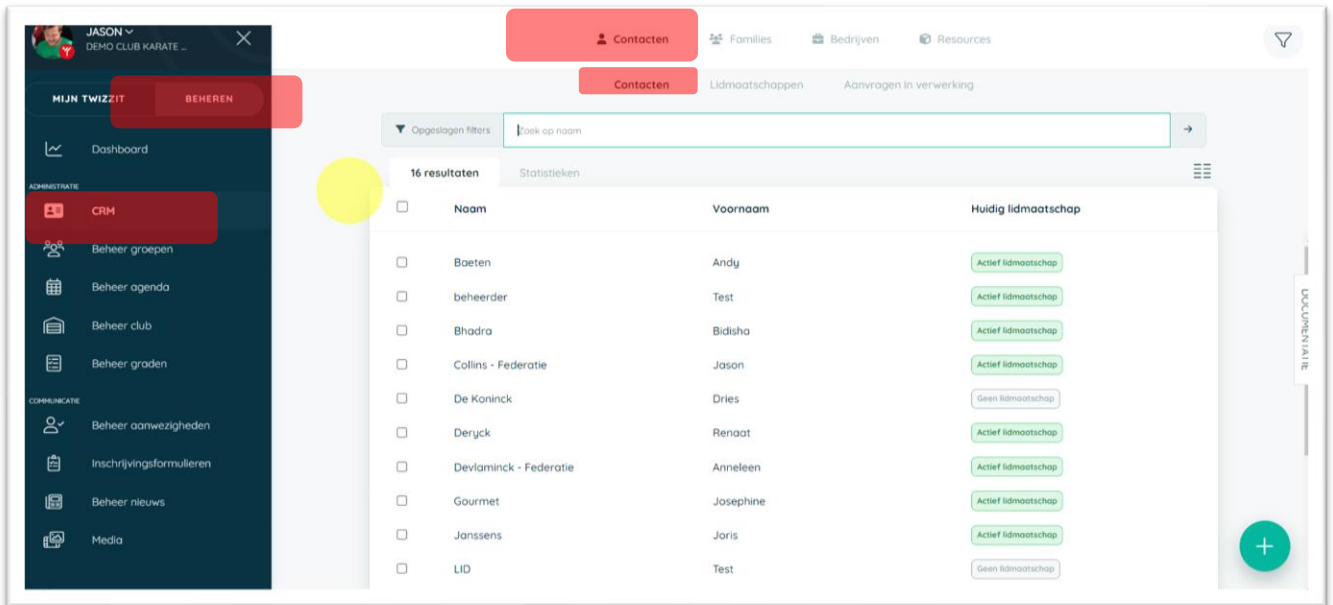 JASON
DEMO CLUB KARATE ...
MIJN TWIZZIT
BEHEREN
Dashboard
ADMINISTRATIE
CRM
Beheer groepen
Beheer agenda
Beheer club
Beheer graden
COMMUNICATIE
Beheer aanwezigheden
Inschrijvingsformulieren
Beheer nieuws
Media
Contacten Families Bedrijven Resources
Contacten Lidmaatschappen Aanvragen in verwerking
Opgeslagen filters Zoek op naam
16 resultaten Statistieken
Naam Voornaam Huidig lidmaatschap
Baeten Andy Actief lidmaatschap
beheerder Test Actief lidmaatschap
Bhadra Bidisha Actief lidmaatschap
Collins - Federatie Jason Actief lidmaatschap
De Koninck Dries Geen lidmaatschap
Deryck Renaat Actief lidmaatschap
Devlaminck - Federatie Anneleen Actief lidmaatschap
Gourmet Josephine Actief lidmaatschap
Janssens Joris Actief lidmaatschap
LID Test Geen lidmaatschap
DOCUMENTATIE